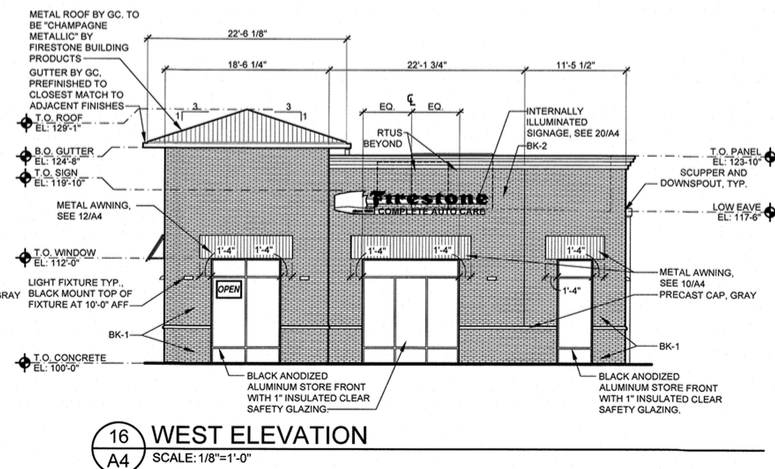 METAL ROOF BY GC. TO
BE "CHAMPAGNE
METALLIC" BY
FIRESTONE BUILDING
PRODUCTS
GUTTER BY GC,
PREFINISHED TO
CLOSEST MATCH TO
ADJACENT FINISHES
22'-6 1/8"
18'-6 1/4"
22'-1 3/4"
11'-5 1/2"
EQ.
EQ.
1
3
3
1
T.O. ROOF
EL: 129'-1"
B.O. GUTTER
EL: 124'-8"
T.O. SIGN
EL: 119'-10"
RTUS
BEYOND
INTERNALLY
ILLUMINATED
SIGNAGE, SEE 20/A4
BK-2
T.O. PANEL
EL: 123'-10"
SCUPPER AND
DOWNSPOUT, TYP.
LOW EAVE
EL: 117'-6"
Firestone
COMPLETE AUTO CARE
METAL AWNING,
SEE 12/A4
1'-4"
1'-4"
1'-4"
1'-4"
1'-4"
T.O. WINDOW
EL: 112'-0"
LIGHT FIXTURE TYP.,
BLACK MOUNT TOP OF
FIXTURE AT 10'-0" AFF
GRAY
OPEN
METAL AWNING,
SEE 10/A4
PRECAST CAP, GRAY
BK-1
BK-1
T.O. CONCRETE
EL: 100'-0"
BLACK ANODIZED
ALUMINUM STORE FRONT
WITH 1" INSULATED CLEAR
SAFETY GLAZING.
BLACK ANODIZED
ALUMINUM STORE FRONT
WITH 1" INSULATED CLEAR
SAFETY GLAZING.
16
A4
WEST ELEVATION
SCALE: 1/8"=1'-0"